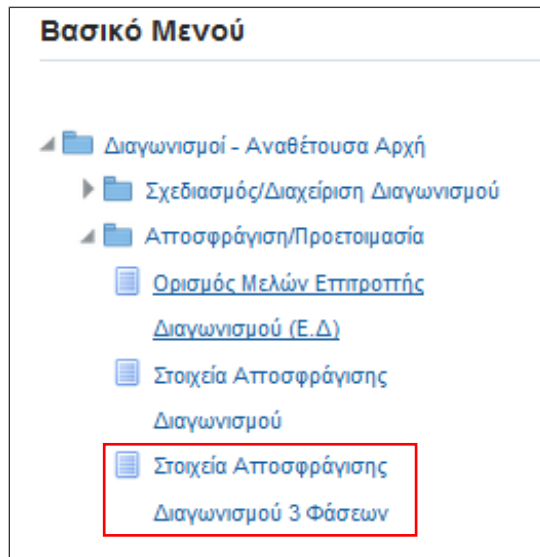 Βασικό Μενού
Διαγωνισμοί - Αναθέτουσα Αρχή
Σχεδιασμός/Διαχείριση Διαγωνισμού
Αποσφράγιση/Προετοιμασία
Ορισμός Μελών Επιτροπής
Διαγωνισμού (Ε.Δ)
Στοιχεία Αποσφράγισης
Διαγωνισμού
Στοιχεία Αποσφράγισης
Διαγωνισμού 3 Φάσεων